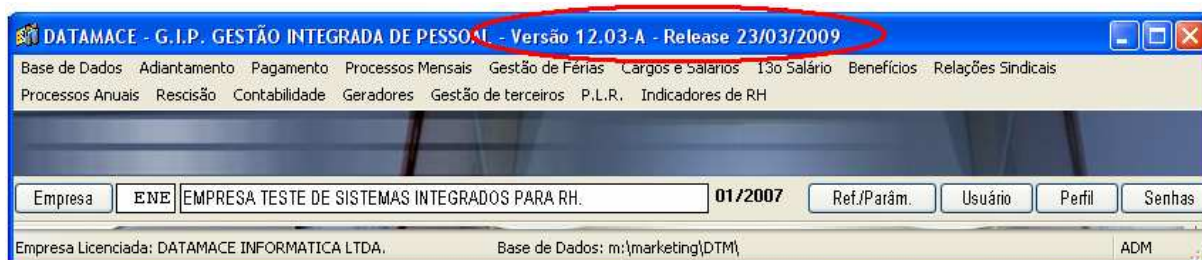 DATAMACE - G.I.P. GESTÃO INTEGRADA DE PESSOAL - Versão 12.03-A - Release 23/03/2009
Base de Dados Adiantamento Pagamento Processos Mensais Gestão de Férias Cargos e Salários 13o Salário Benefícios Relações Sindicais
Processos Anuais Rescisão Contabilidade Geradores Gestão de terceiros P.L.R. Indicadores de RH
Empresa ENE EMPRESA TESTE DE SISTEMAS INTEGRADOS PARA RH. 01/2007 Ref./Parâm. Usuário Perfil Senhas
Empresa Licenciada: DATAMACE INFORMATICA LTDA. Base de Dados: m:\marketing\DTM\ ADM